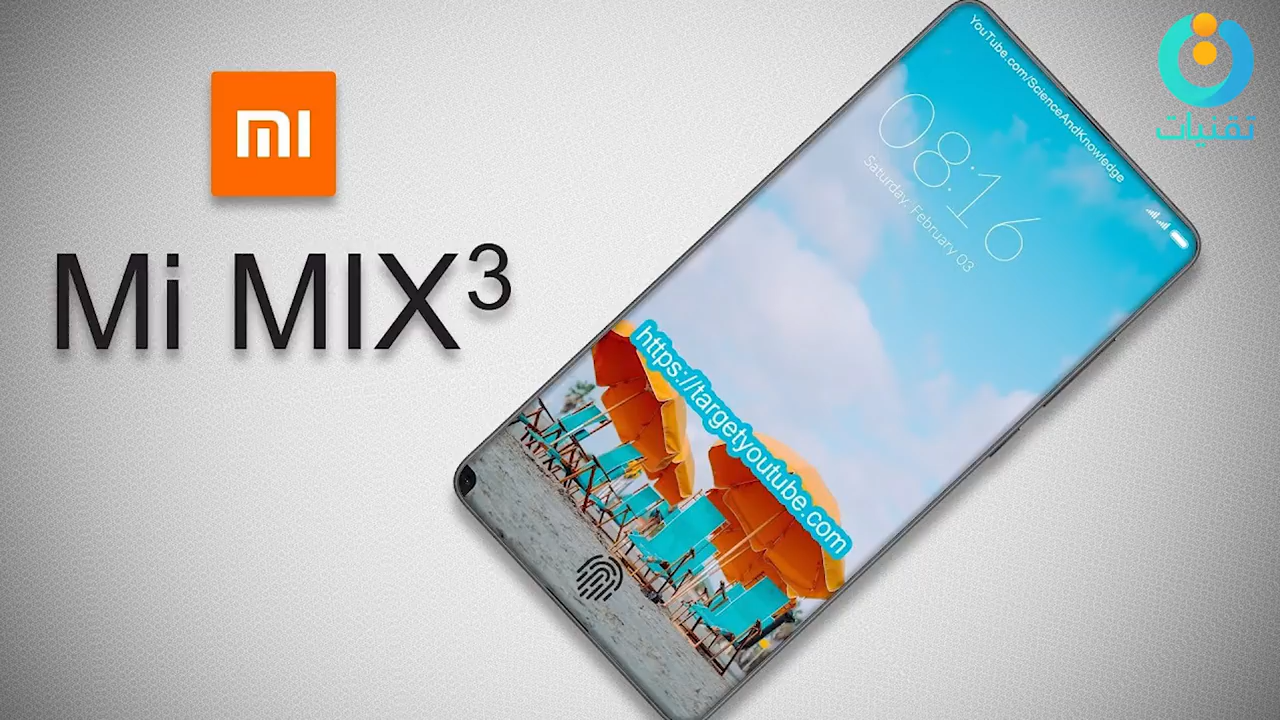 mi
Mi MIX3
YouTube.com/ScienceAndKnowledge
08:16
Saturday, February 03
https://targetyoutube.com
تقنيات